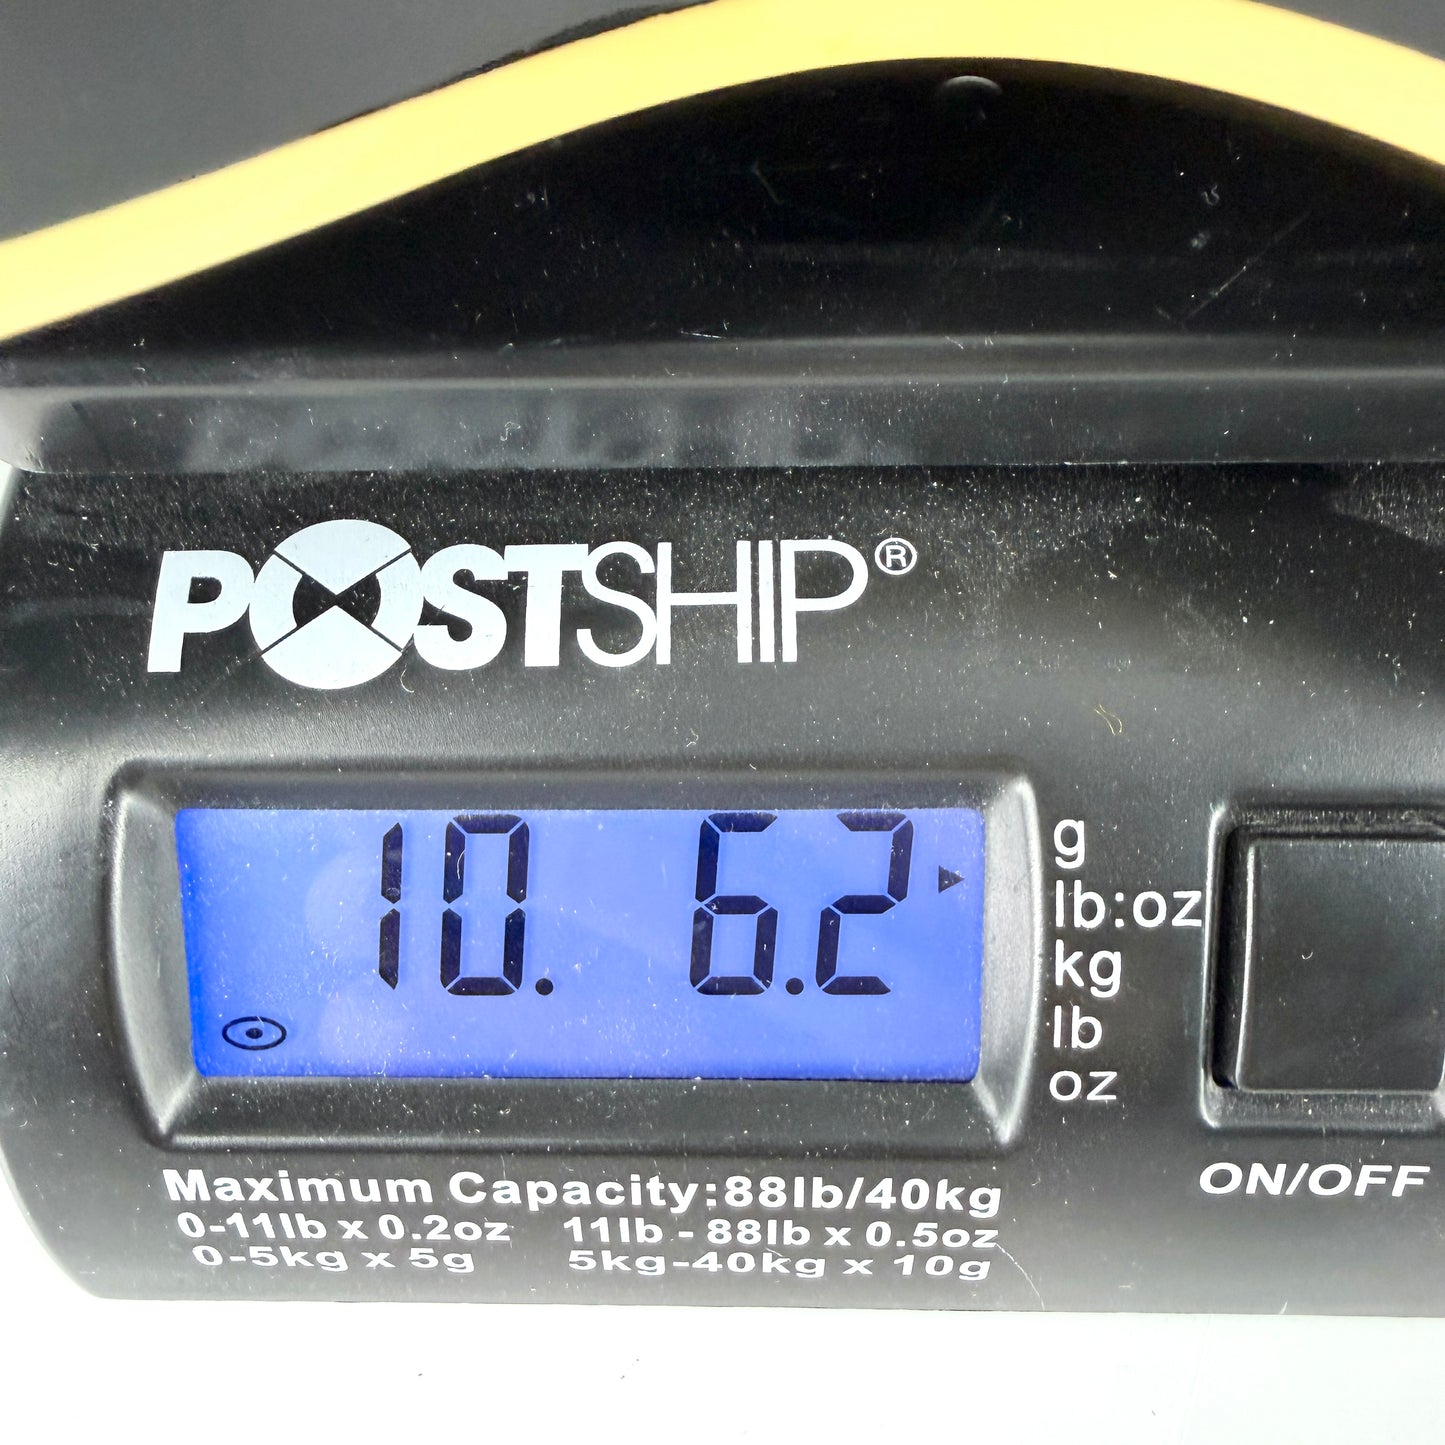 POSTSHIP®
10. 6.2
g
lb:oz
kg
lb
oz
ON/OFF
Maximum Capacity:88lb/40kg
0-11lb x 0.2oz 11lb - 88lb x 0.5oz
0-5kg x 5g 5kg-40kg x 10g